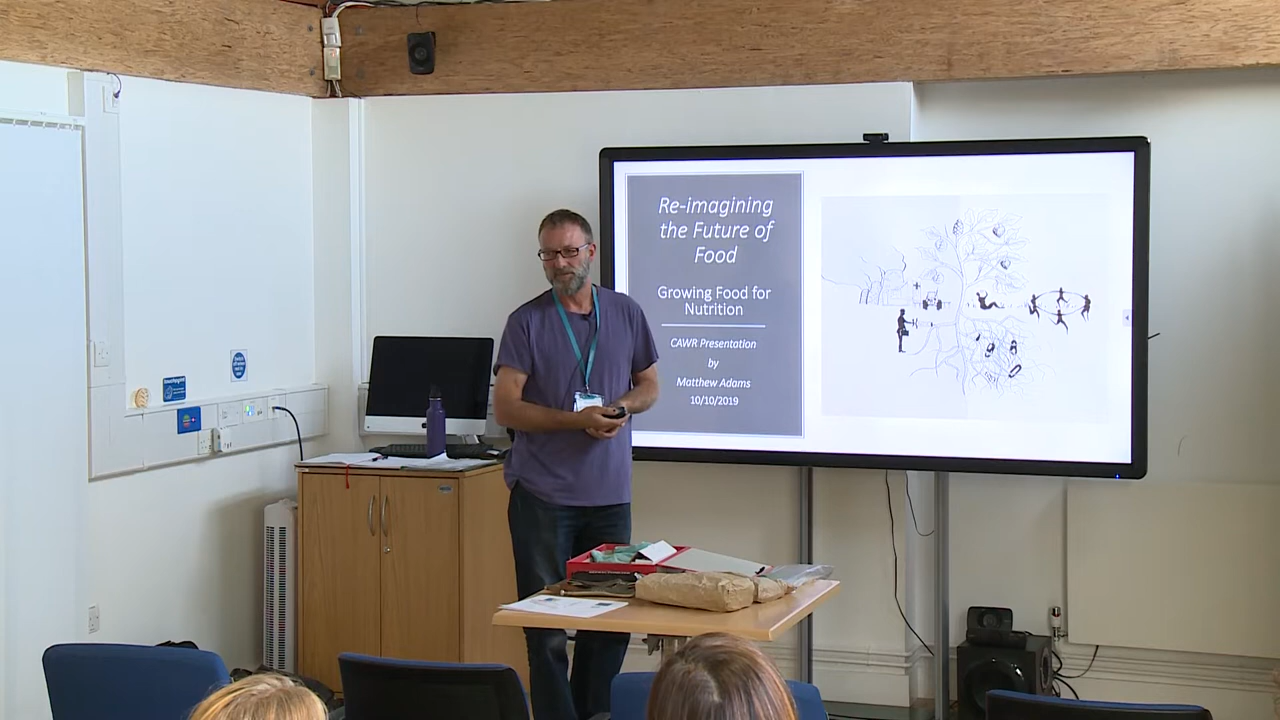 Re-imagining
the Future of
Food
Growing Food for
Nutrition
CAWR Presentation
by
Matthew Adams
10/10/2019